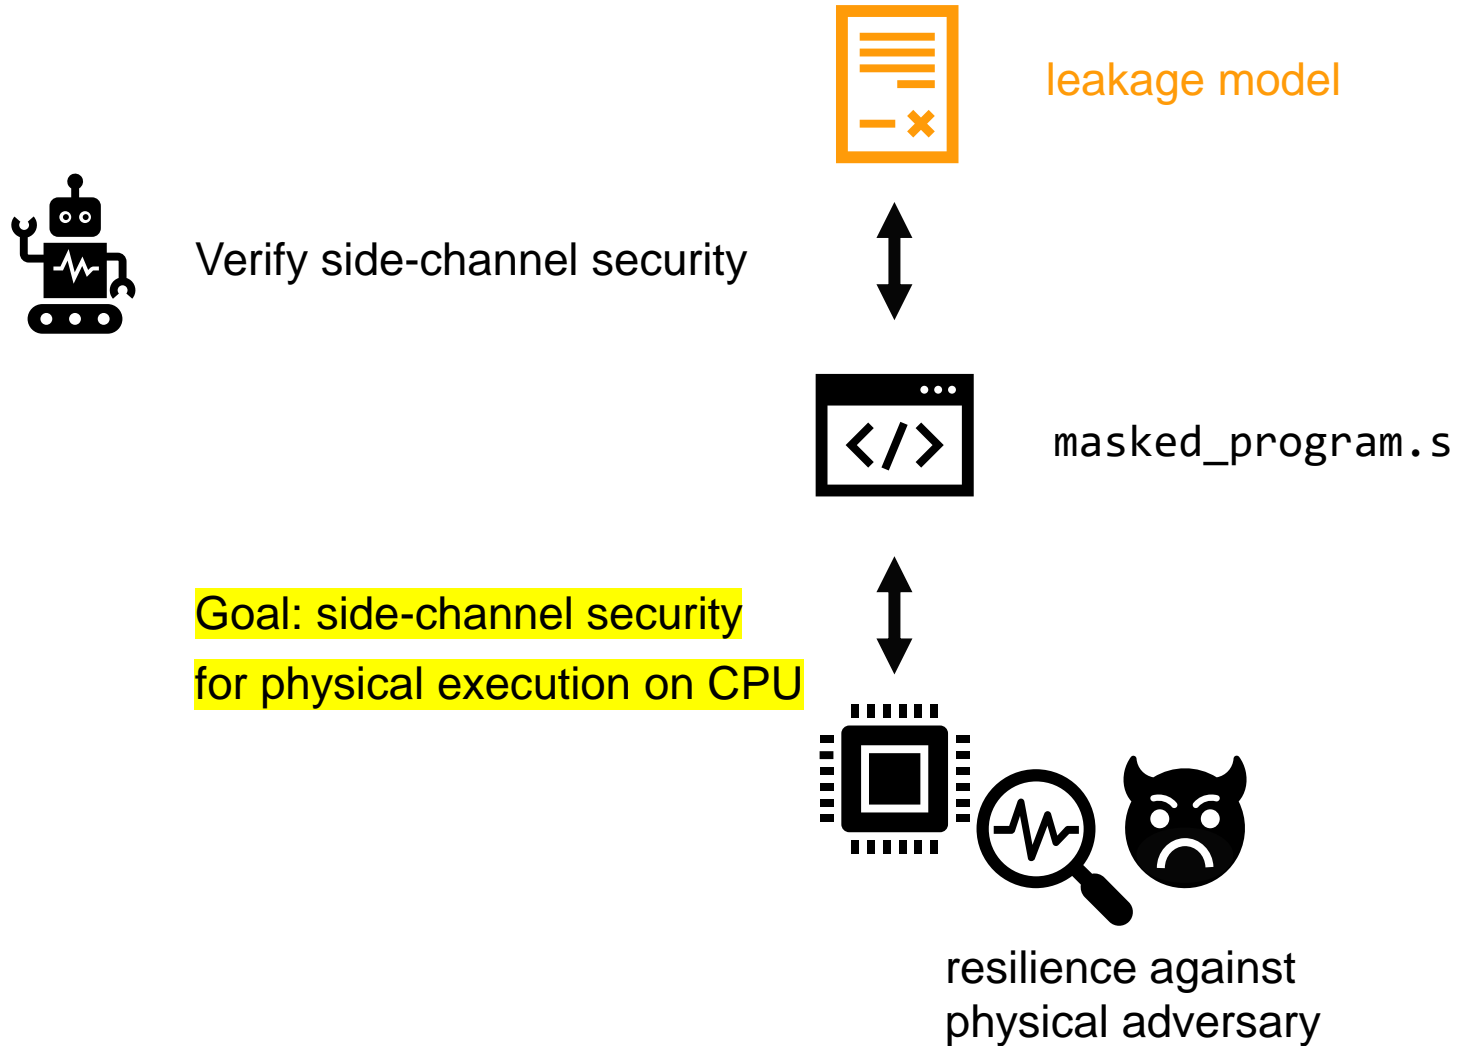 leakage model
Verify side-channel security
</>
masked_program.s
Goal: side-channel security
for physical execution on CPU
resilience against
physical adversary